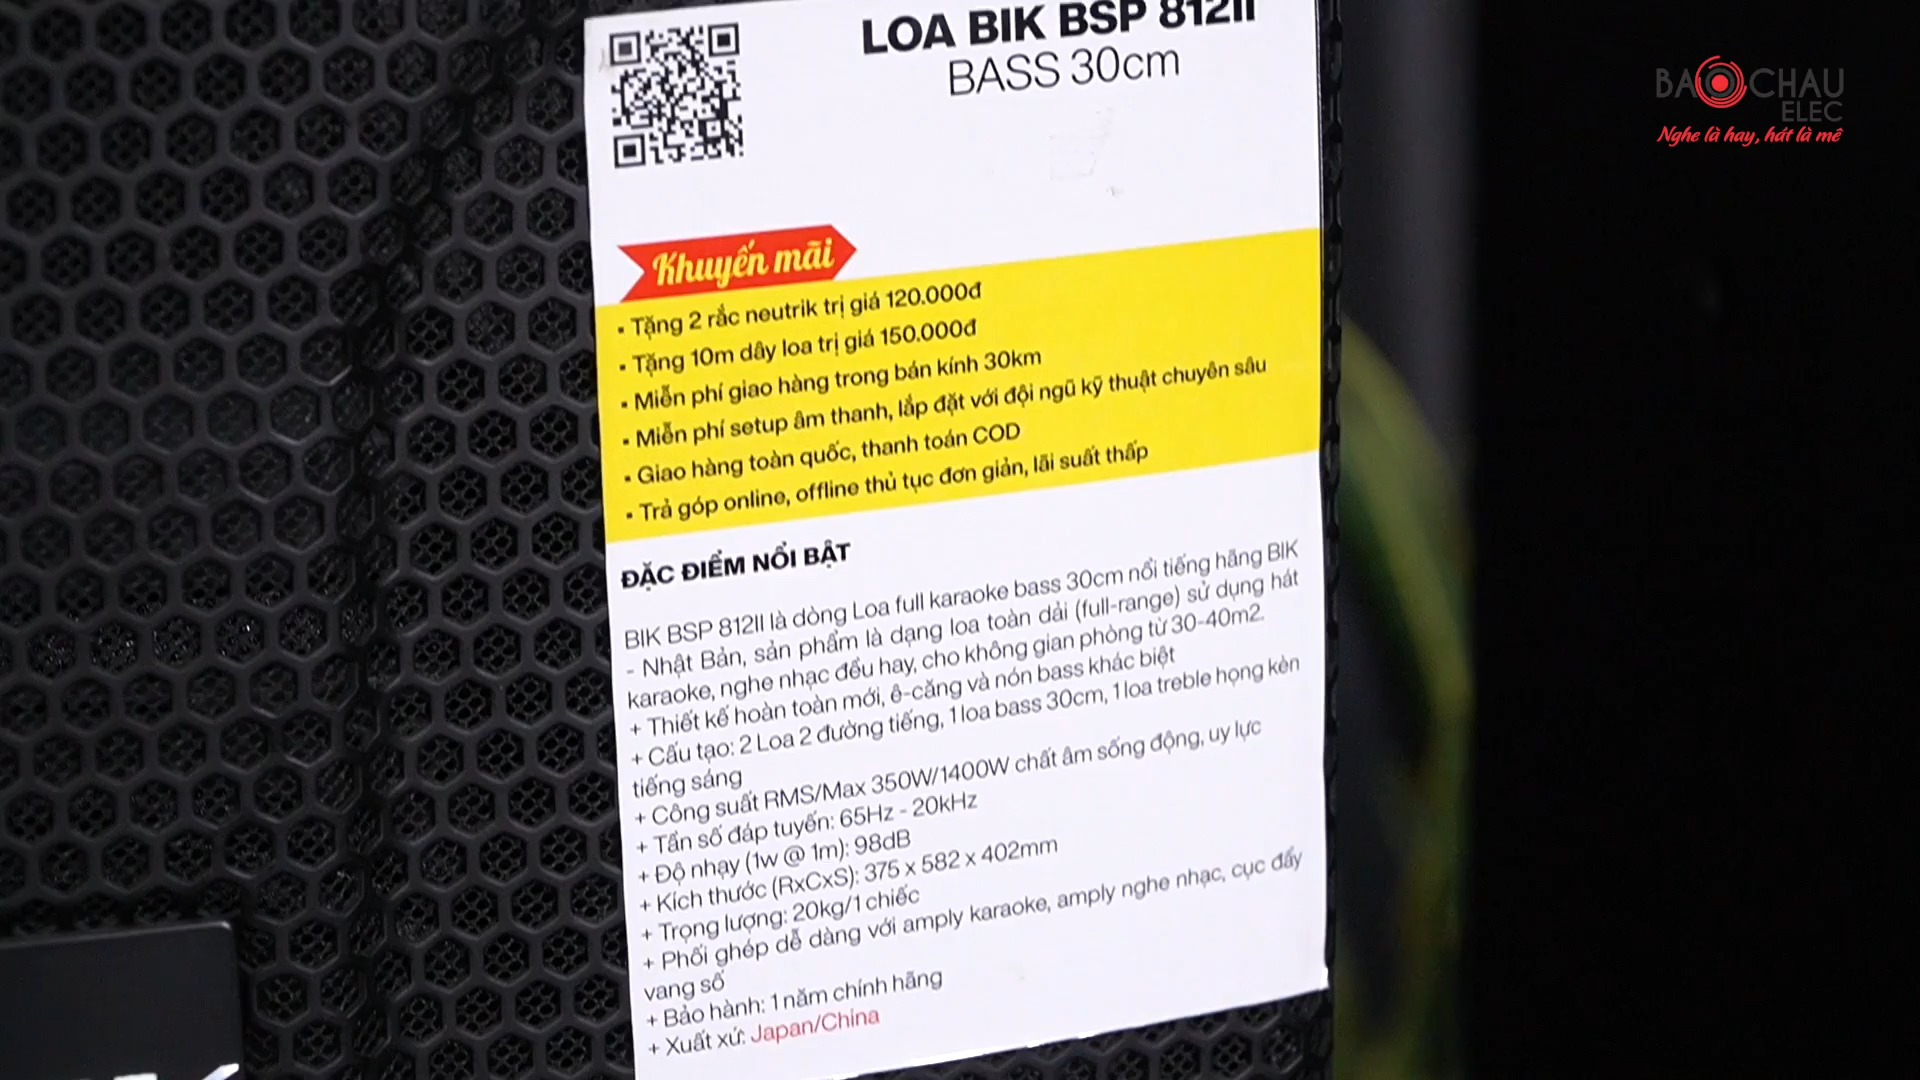 LOA BIK BSP 812II
BASS 30cm
BAO CHAU
ELEC
Nghe là hay, hát là mê
Khuyến mãi
▪ Tặng 2 rắc neutrik trị giá 120.000đ
▪ Tặng 10m dây loa trị giá 150.000đ
▪ Miễn phí giao hàng trong bán kính 30km
▪ Miễn phí setup âm thanh, lắp đặt với đội ngũ kỹ thuật chuyên sâu
▪ Giao hàng toàn quốc, thanh toán COD
▪ Trả góp online, offline thủ tục đơn giản, lãi suất thấp
ĐẶC ĐIỂM NỔI BẬT
BIK BSP 812II là dòng Loa full karaoke bass 30cm nổi tiếng hãng BIK
- Nhật Bản, sản phẩm là dạng loa toàn dải (full-range) sử dụng hát
karaoke, nghe nhạc đều hay, cho không gian phòng từ 30-40m2.
+ Thiết kế hoàn toàn mới, ê-căng và nón bass khác biệt
+ Cấu tạo: 2 Loa 2 đường tiếng, 1 loa bass 30cm, 1 loa treble họng kèn
tiếng sáng
+ Công suất RMS/Max 350W/1400W chất âm sống động, uy lực
+ Tần số đáp tuyến: 65Hz - 20kHz
+ Độ nhạy (1w @ 1m): 98dB
+ Kích thước (RxCxS): 375 x 582 x 402mm
+ Trọng lượng: 20kg/1 chiếc
+ Phối ghép dễ dàng với amply karaoke, amply nghe nhạc, cục đẩy
vang số
+ Bảo hành: 1 năm chính hãng
+ Xuất xứ: Japan/China